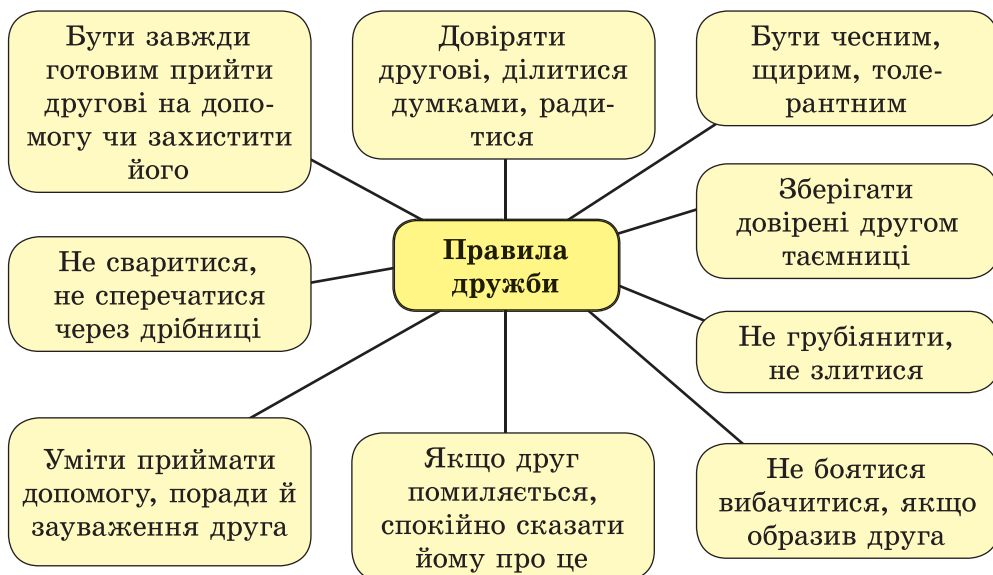 Бути завжди
готовим прийти
другові на допо-
могу чи захистити
його
Довіряти
другові, ділитися
думками, ради-
тися
Бути чесним,
щирим, толе-
рантним
Зберігати
довірені другом
таємниці
Правила
дружби
Не сваритися,
не сперечатися
через дрібниці
Не грубіянити,
не злитися
Уміти приймати
допомогу, поради й
зауваження друга
Якщо друг
помиляється,
спокійно сказати
йому про це
Не боятися
вибачитися, якщо
образив друга